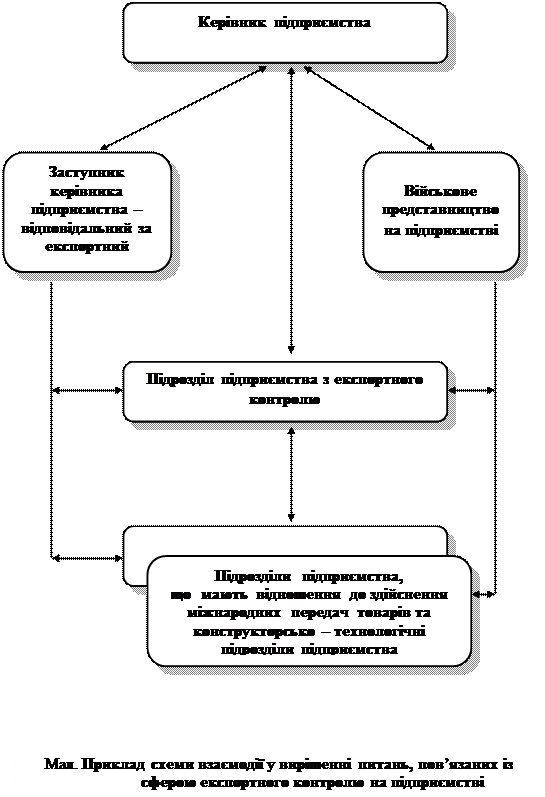 Керівник підприємства
Заступник
керівника
підприємства –
відповідальний за
експортний
Військове
представництво
на підприємстві
Підрозділ підприємства з експортного
контролю
Підрозділи підприємства,
що мають відношення до здійснення
міжнародних передач товарів та
конструкторсько – технологічні
підрозділи підприємства
Мал. Приклад схеми взаємодії у вирішенні питань, пов’язаних із
сферою експортного контролю на підприємстві